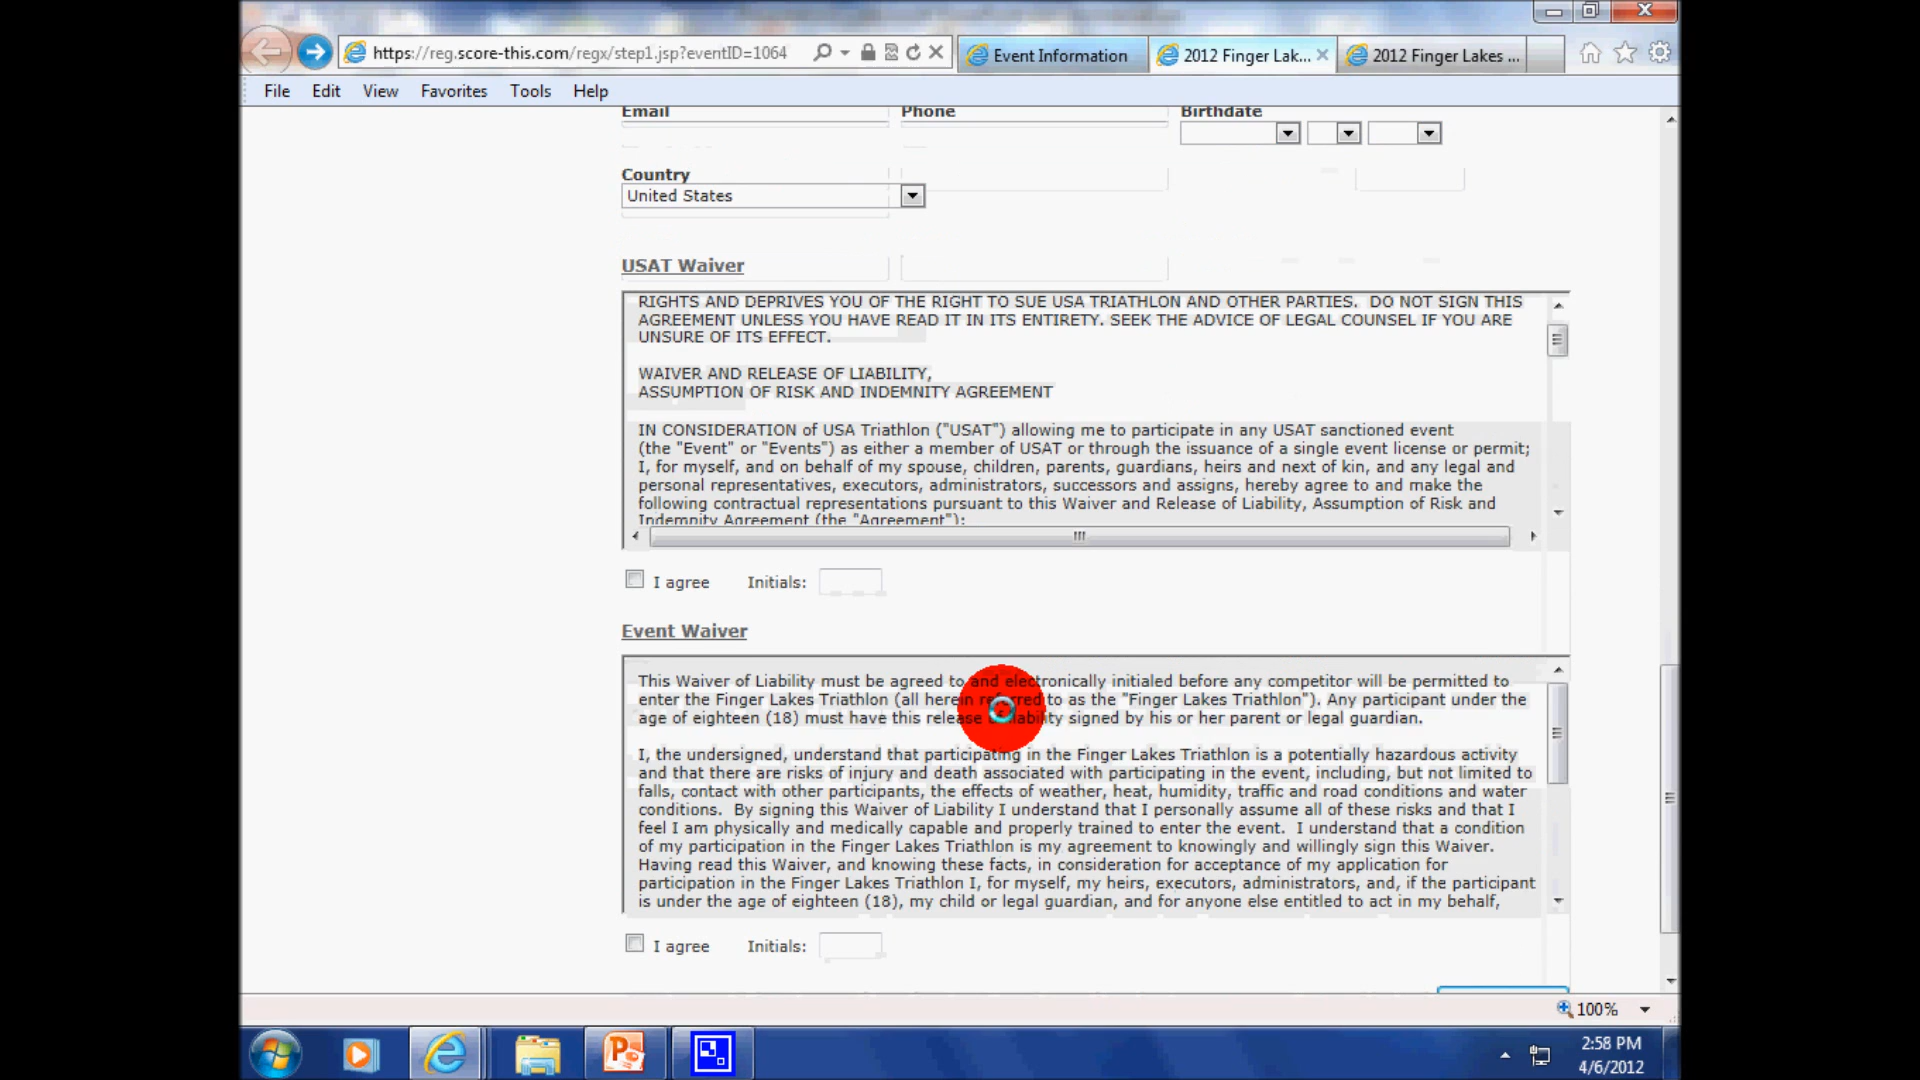 https://reg.score-this.com/regx/step1.jsp?eventID=1064
Event Information
2012 Finger Lak...
2012 Finger Lakes ...
File Edit View Favorites Tools Help
Email Phone Birthdate
Country
United States
USAT Waiver
RIGHTS AND DEPRIVES YOU OF THE RIGHT TO SUE USA TRIATHLON AND OTHER PARTIES. DO NOT SIGN THIS
AGREEMENT UNLESS YOU HAVE READ IT IN ITS ENTIRETY. SEEK THE ADVICE OF LEGAL COUNSEL IF YOU ARE
UNSURE OF ITS EFFECT.
WAIVER AND RELEASE OF LIABILITY,
ASSUMPTION OF RISK AND INDEMNITY AGREEMENT
IN CONSIDERATION of USA Triathlon ("USAT") allowing me to participate in any USAT sanctioned event
(the "Event" or "Events") as either a member of USAT or through the issuance of a single event license or permit;
I, for myself, and on behalf of my spouse, children, parents, guardians, heirs and next of kin, and any legal and
personal representatives, executors, administrators, successors and assigns, hereby agree to and make the
following contractual representations pursuant to this Waiver and Release of Liability, Assumption of Risk and
Indemnity Agreement (the "Agreement"):
I agree Initials:
Event Waiver
This Waiver of Liability must be agreed to and electronically initialed before any competitor will be permitted to
enter the Finger Lakes Triathlon (all herein referred to as the "Finger Lakes Triathlon"). Any participant under the
age of eighteen (18) must have this release of liability signed by his or her parent or legal guardian.
I, the undersigned, understand that participating in the Finger Lakes Triathlon is a potentially hazardous activity
and that there are risks of injury and death associated with participating in the event, including, but not limited to
falls, contact with other participants, the effects of weather, heat, humidity, traffic and road conditions and water
conditions. By signing this Waiver of Liability I understand that I personally assume all of these risks and that I
feel I am physically and medically capable and properly trained to enter the event. I understand that a condition
of my participation in the Finger Lakes Triathlon is my agreement to knowingly and willingly sign this Waiver.
Having read this Waiver, and knowing these facts, in consideration for acceptance of my application for
participation in the Finger Lakes Triathlon I, for myself, my heirs, executors, administrators, and, if the participant
is under the age of eighteen (18), my child or legal guardian, and for anyone else entitled to act in my behalf,
I agree Initials:
100%
2:58 PM
4/6/2012